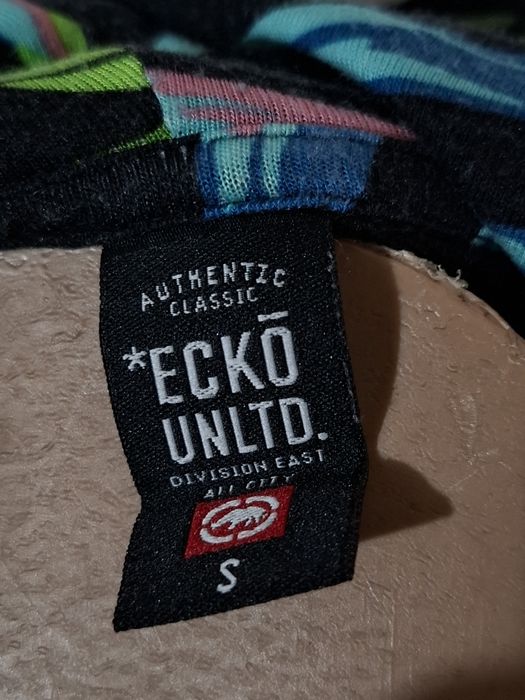 AUTHENTIC
CLASSIC
*ECKŌ
UNLTD.
DIVISION EAST
ALL CITY
S